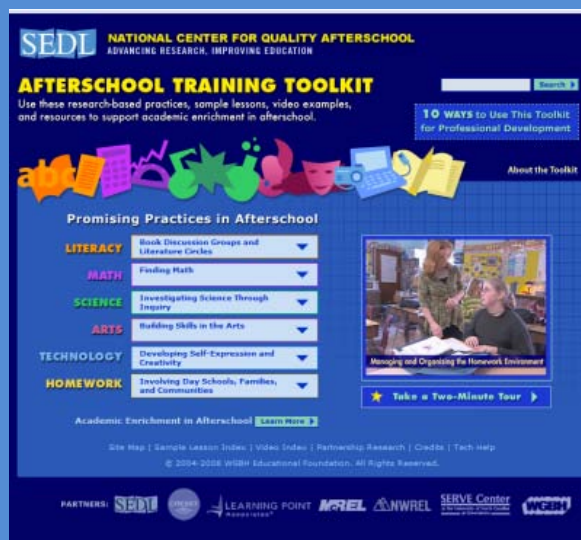 SEDL
NATIONAL CENTER FOR QUALITY AFTERSCHOOL
ADVANCING RESEARCH, IMPROVING EDUCATION
AFTERSCHOOL TRAINING TOOLKIT
Use these research-based practices, sample lessons, video examples,
and resources to support academic enrichment in afterschool.
Search
10 WAYS to Use This Toolkit
for Professional Development
abc
About the Toolkit
Promising Practices in Afterschool
LITERACY
Book Discussion Groups and
Literature Circles
MATH
Finding Math
SCIENCE
Investigating Science Through
Inquiry
ARTS
Building Skills in the Arts
TECHNOLOGY
Developing Self-Expression and
Creativity
HOMEWORK
Involving Day Schools, Families,
and Communities
Managing and Organizing the Homework Environment
Take a Two-Minute Tour
Academic Enrichment in Afterschool Learn More
Site Map | Sample Lesson Index | Video Index | Partnership Research | Credits | Tech Help
© 2004-2006 WGBH Educational Foundation. All Rights Reserved.
PARTNERS: SEDL
LEARNING POINT
Associates
McREL
NWREL
SERVE Center
WGBH